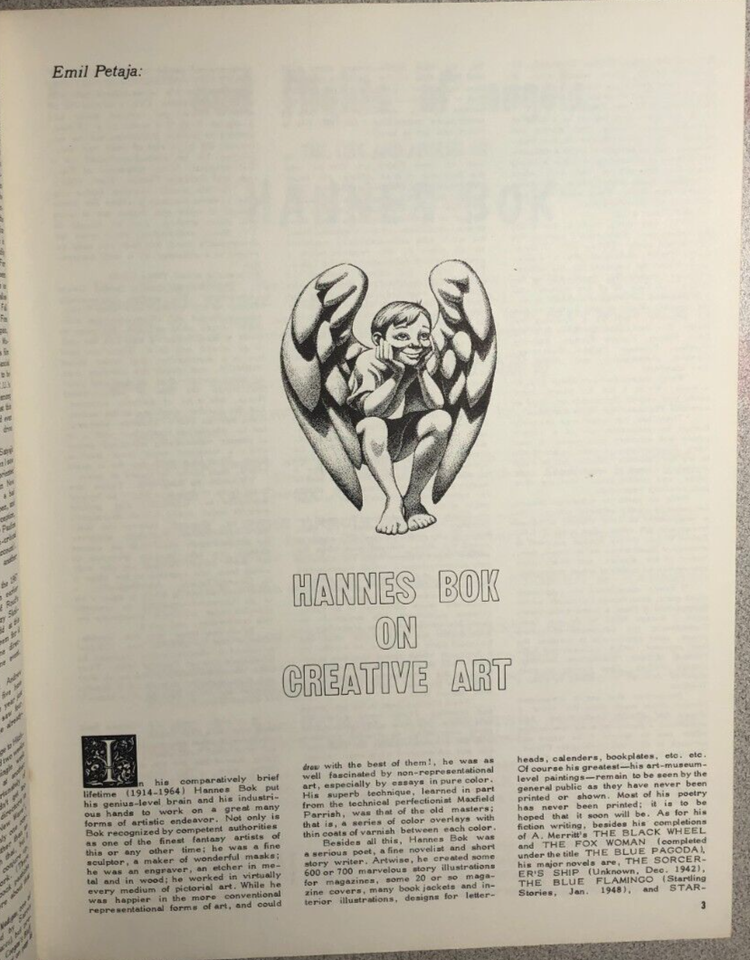 Emil Petaja:
HANNES BOK
ON
CREATIVE ART
In his comparatively brief
lifetime (1914-1964) Hannes Bok put
his genius-level brain and his industri-
ous hands to work on a great many
forms of artistic endeavor. Not only is
Bok recognized by competent authorities
as one of the finest fantasy artists of
this or any other time; he was a fine
sculptor, a maker of wonderful masks;
he was an engraver, an etcher in me-
tal and in wood; he worked in virtually
every medium of pictorial art. While he
was happier in the more conventional
representational forms of art, and could
draw with the best of them!, he was as
well fascinated by non-representational
art, especially by essays in pure color.
His superb technique, learned in part
from the technical perfectionist Maxfield
Parrish, was that of the old masters;
that is, a series of color overlays with
thin coats of varnish between each color.
Besides all this, Hannes Bok was
a serious poet, a fine novelist and short
story writer. Artwise, he created some
600 or 700 marvelous story illustrations
for magazines, some 20 or so maga-
zine covers, many book jackets and in-
terior illustrations, designs for letter-
heads, calenders, bookplates, etc. etc.
Of course his greatest—his art-museum-
level paintings—remain to be seen by the
general public as they have never been
printed or shown. Most of his poetry
has never been printed; it is to be
hoped that it soon will be. As for his
fiction writing, besides his completions
of A. Merritt's THE BLACK WHEEL
and THE FOX WOMAN (completed
under the title THE BLUE PAGODA),
his major novels are, THE SORCER-
ER'S SHIP (Unknown, Dec. 1942),
THE BLUE FLAMINGO (Startling
Stories, Jan. 1948), and STAR-
3